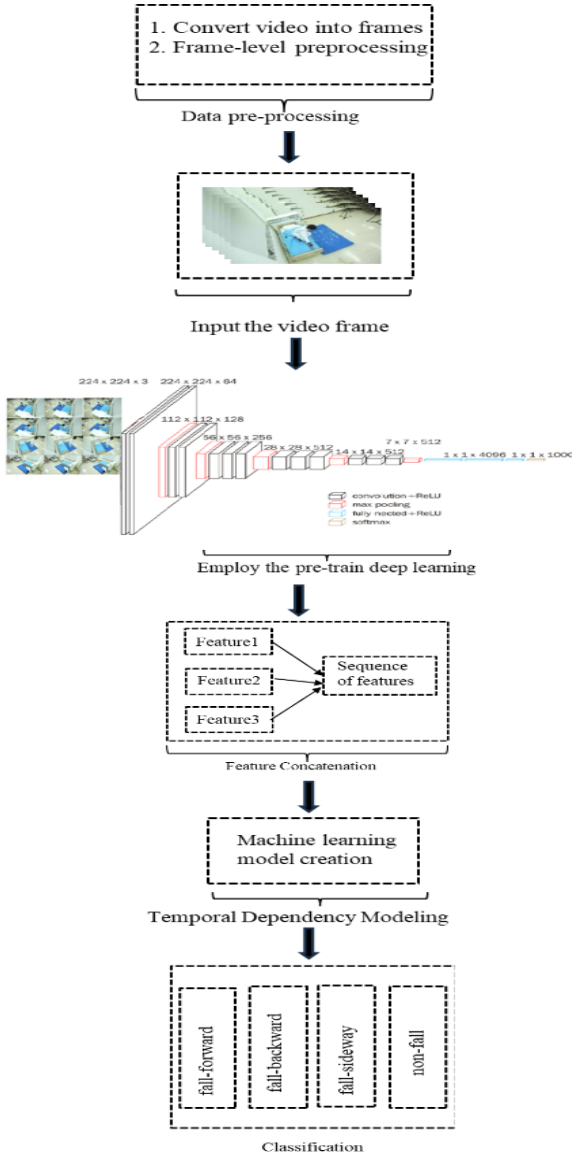 1. Convert video into frames
2. Frame-level preprocessing
Data pre-processing
Input the video frame
224 x 224 x 3 224 x 224 x 64
112 x 112 x 128
56 x 56 x 256
28 x 28 x 512
14 x 14 x 512
7 x 7 x 512
1 x 1 x 4096 1 x 1 x 1000
convolution+ReLU
max pooling
fully nected+ReLU
softmax
Employ the pre-train deep learning
Feature1
Feature2
Feature3
Sequence
of features
Feature Concatenation
Machine learning
model creation
Temporal Dependency Modeling
fall-forward
fall-backward
fall-sideway
non-fall
Classification